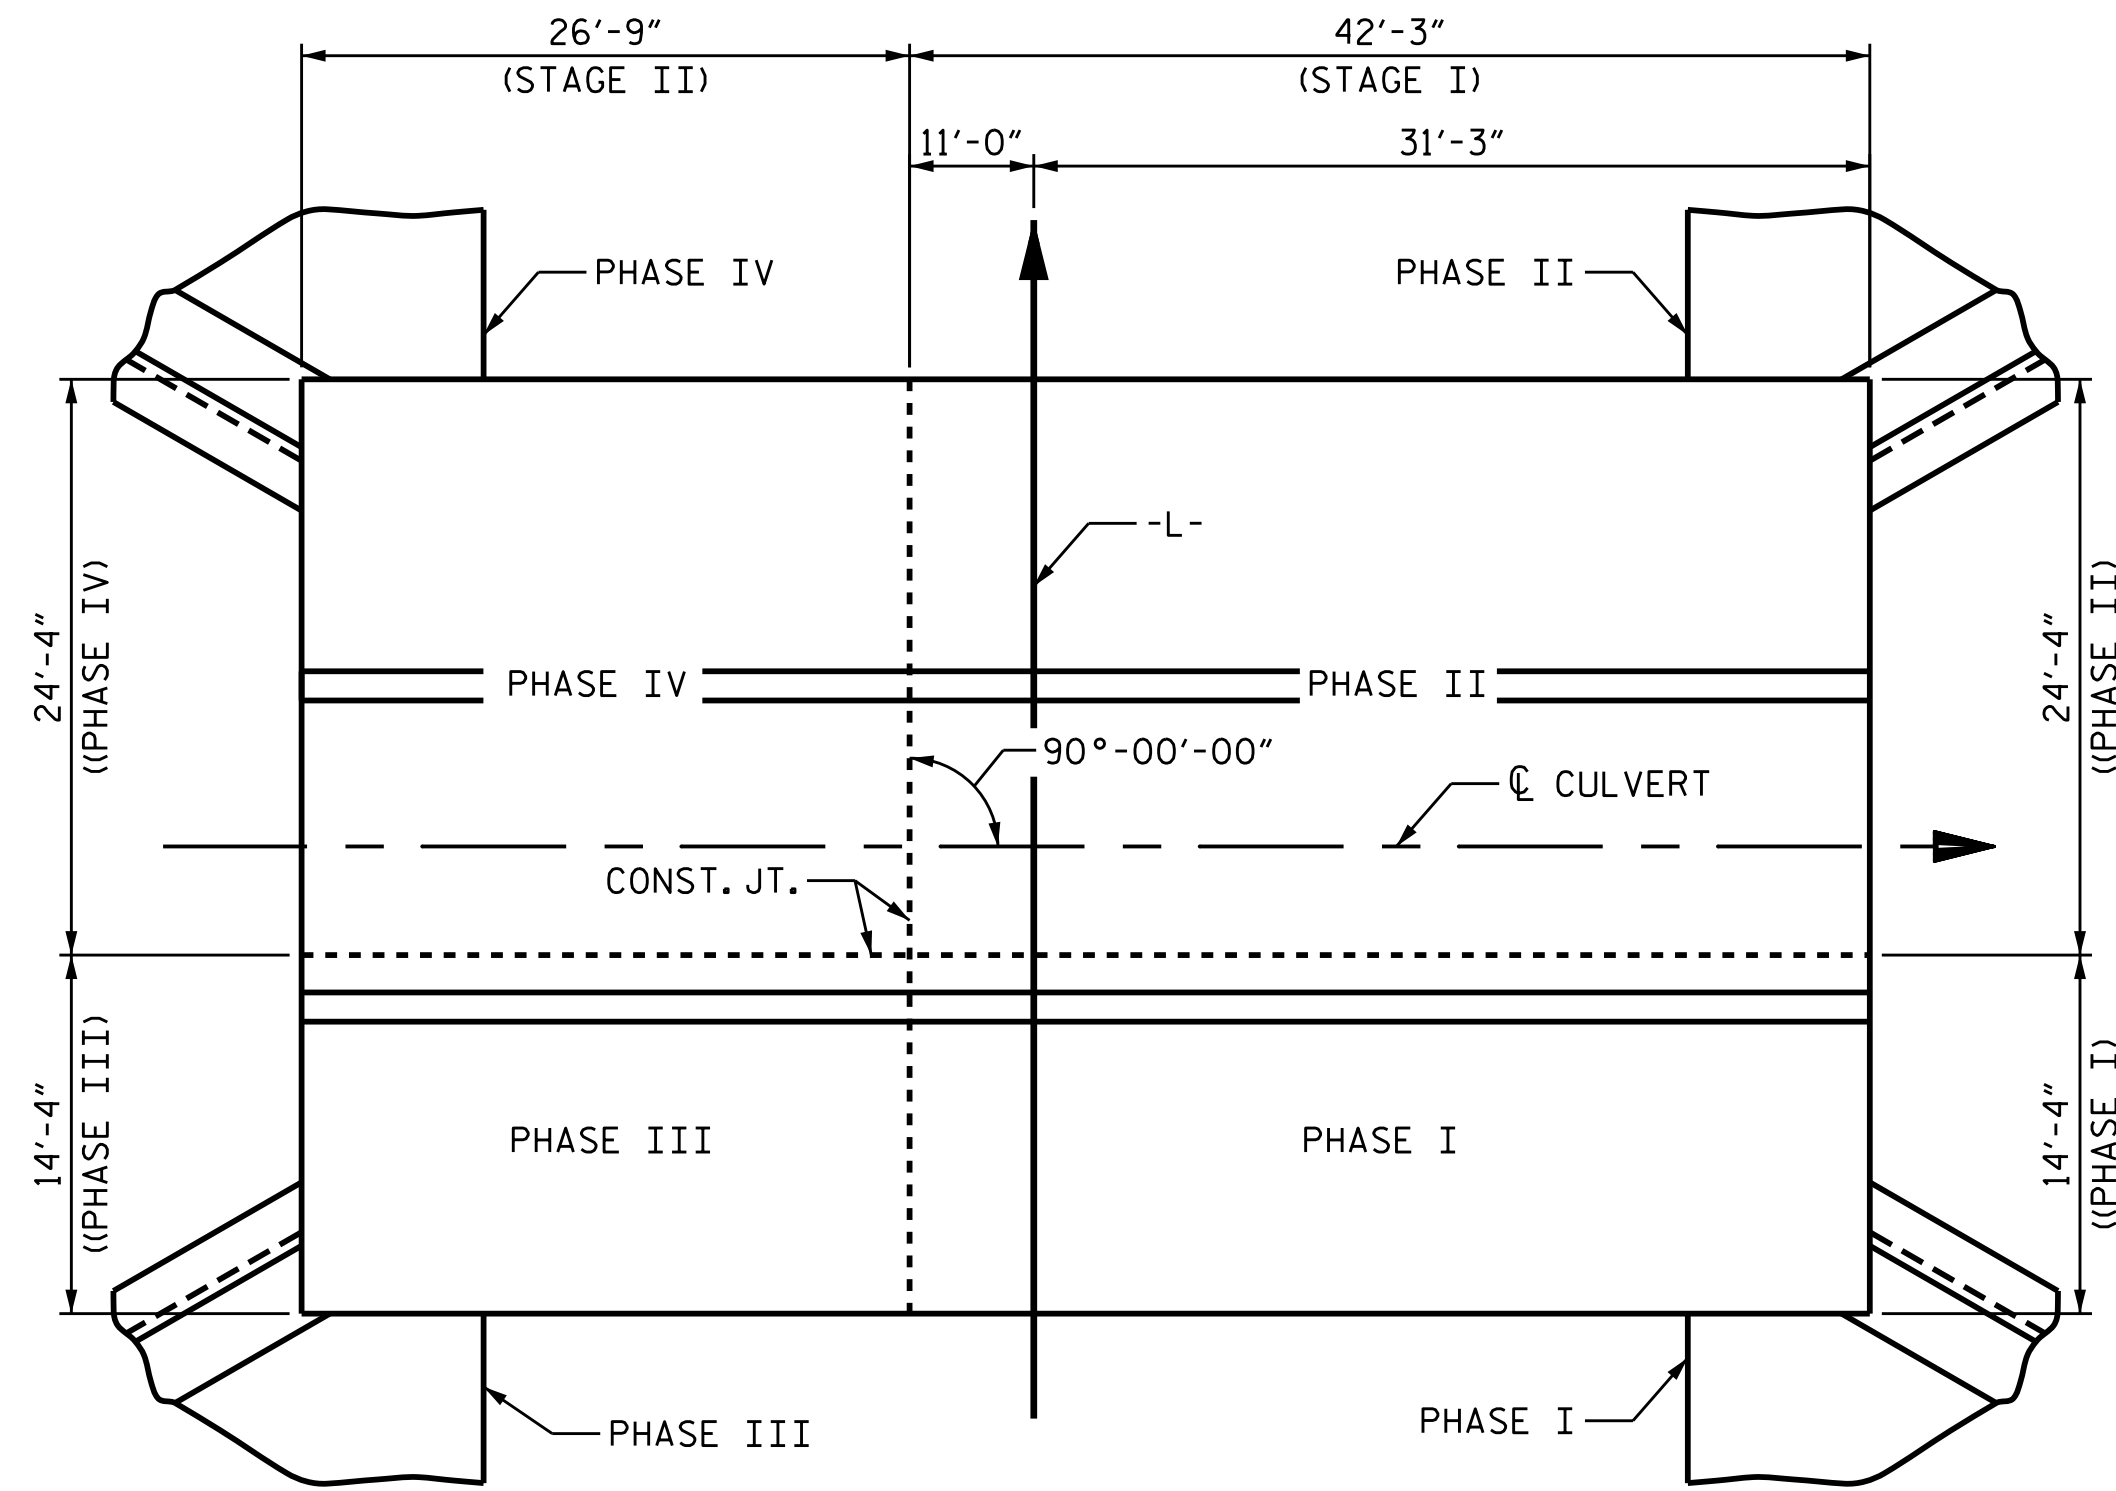 26'-9"
42'-3"
(STAGE II)
(STAGE I)
11'-0"
31'-3"
PHASE IV
PHASE II
-L-
24'-4"
((PHASE IV)
24'-4"
((PHASE II)
PHASE IV
PHASE II
90°-00'-00"
℄ CULVERT
CONST. JT.
14'-4"
((PHASE III)
14'-4"
((PHASE I)
PHASE III
PHASE I
PHASE III
PHASE I